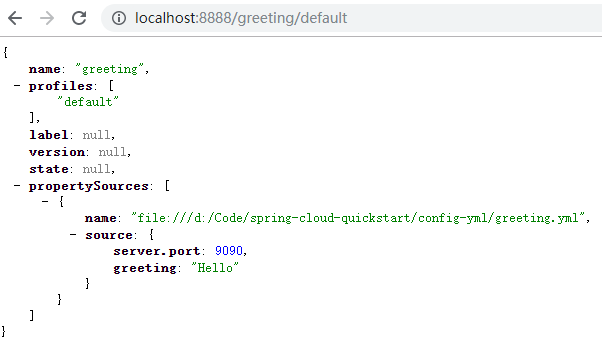 localhost:8888/greeting/default
{
name: "greeting",
- profiles: [
"default"
],
label: null,
version: null,
state: null,
- propertySources: [
- {
name: "file:///d:/Code/spring-cloud-quickstart/config-yml/greeting.yml",
- source: {
server.port: 9090,
greeting: "Hello"
}
}
]
}